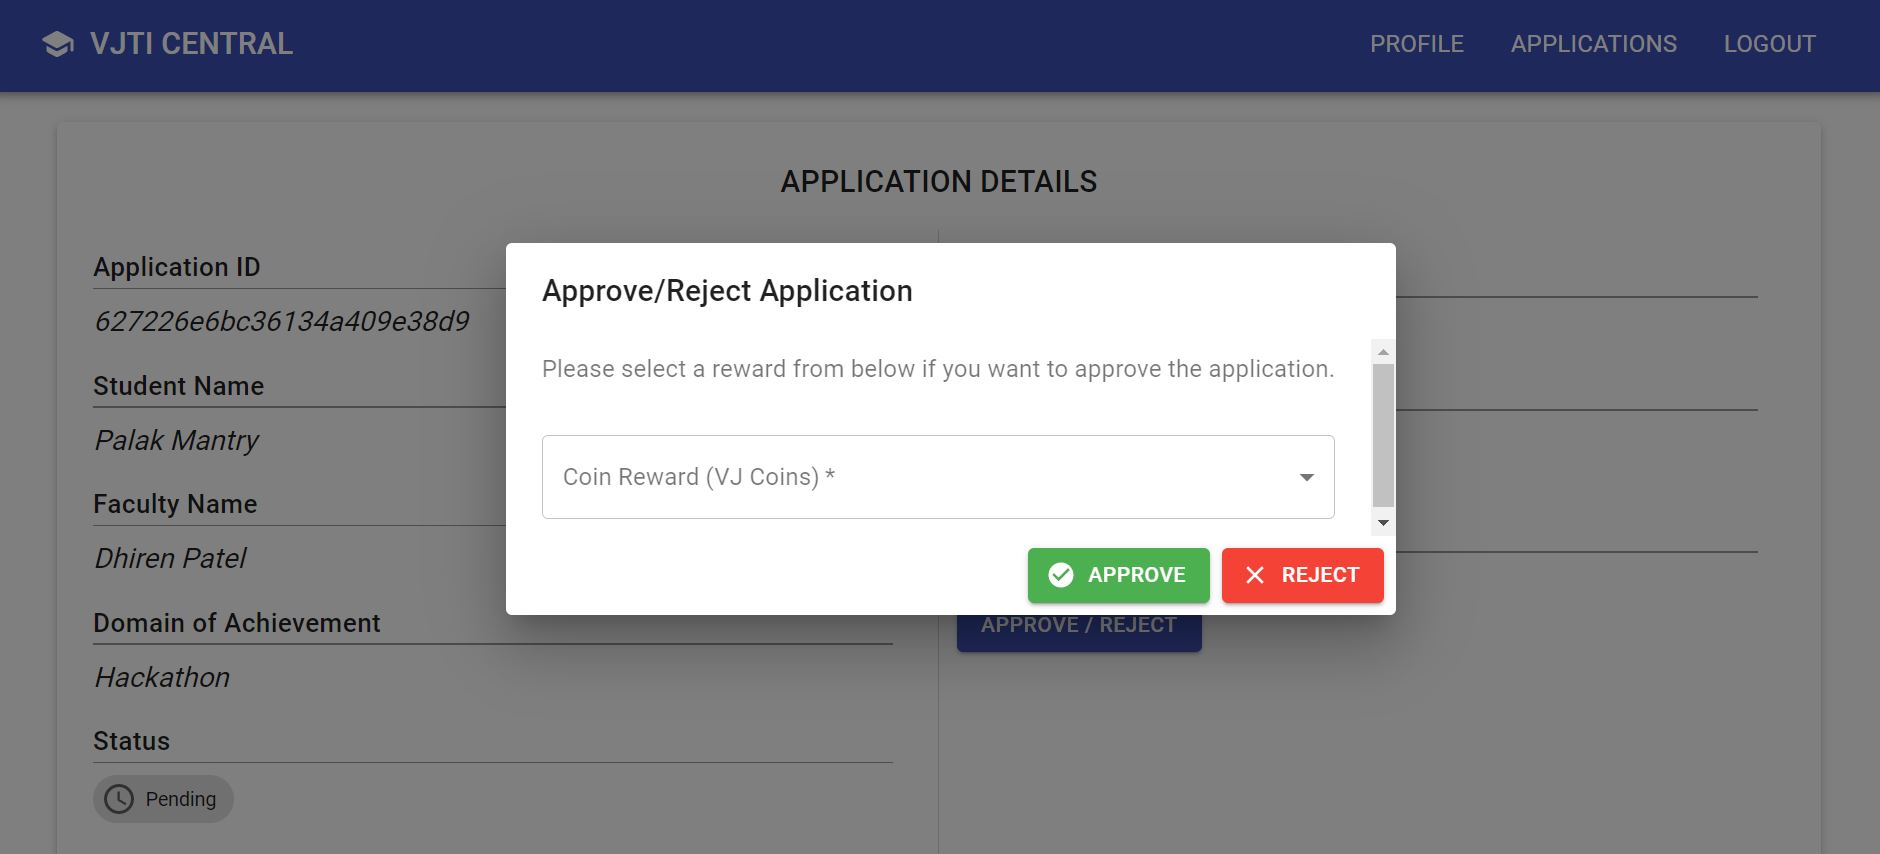 VJTI CENTRAL
PROFILE
APPLICATIONS
LOGOUT
APPLICATION DETAILS
Application ID
627226e6bc36134a409e38d9
Student Name
Palak Mantry
Faculty Name
Dhiren Patel
Domain of Achievement
Hackathon
Status
Pending
Approve/Reject Application
Please select a reward from below if you want to approve the application.
Coin Reward (VJ Coins) *
APPROVE
REJECT
APPROVE / REJECT